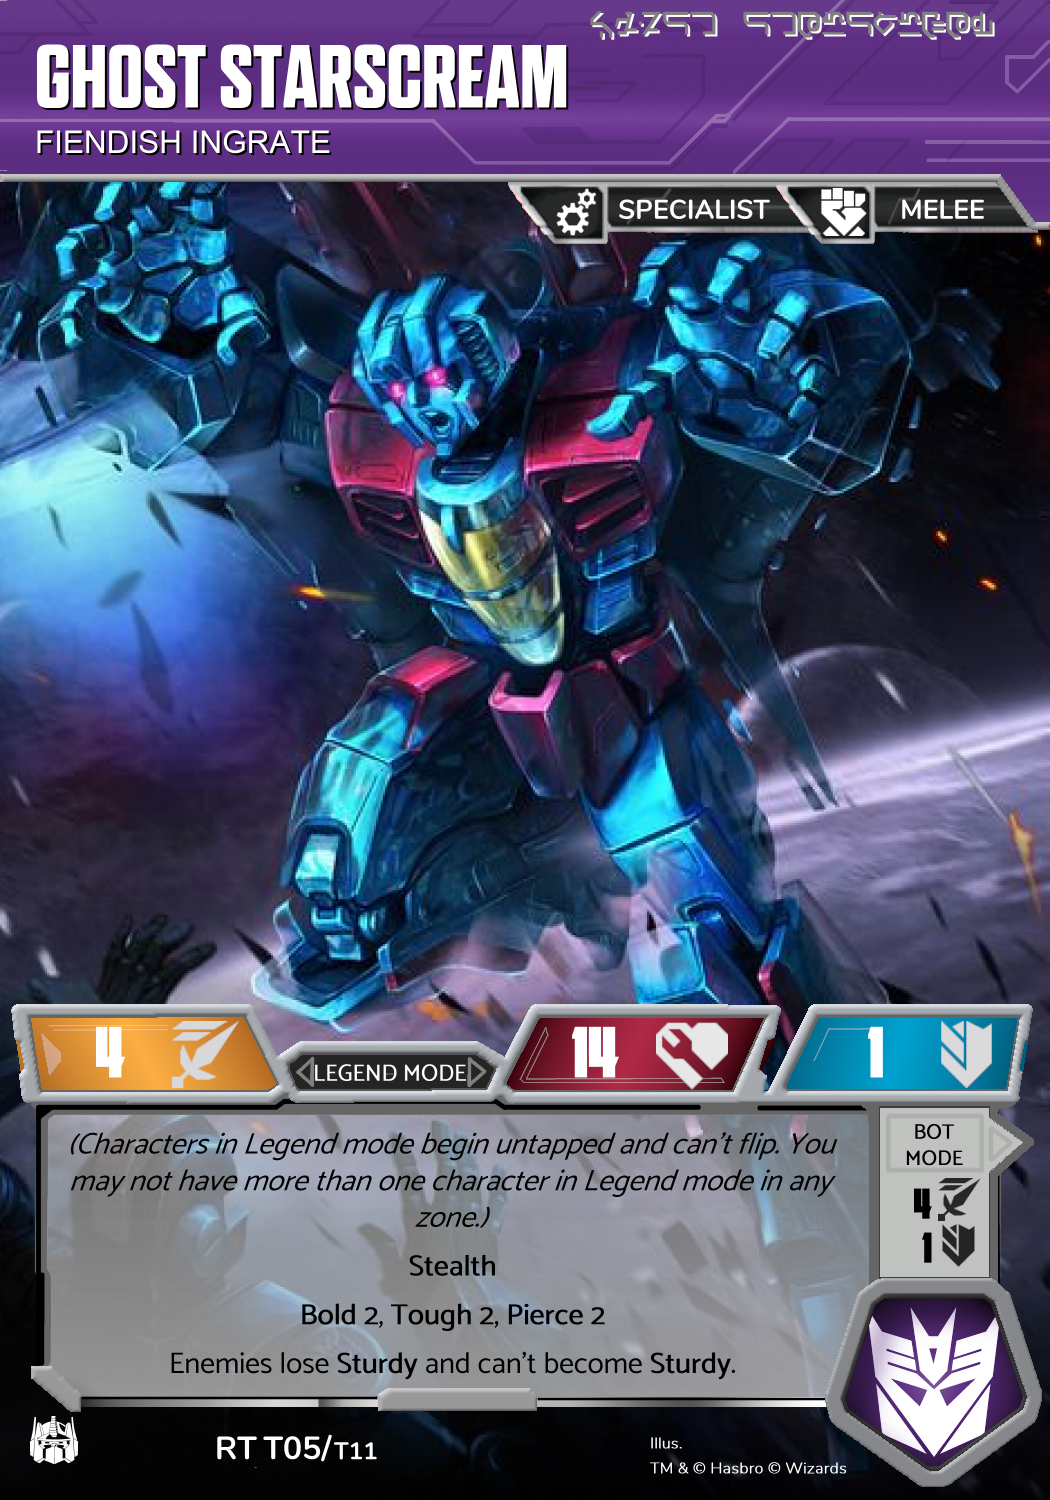 GHOST STARSCREAM
FIENDISH INGRATE
SPECIALIST MELEE
4 14 1
LEGEND MODE
(Characters in Legend mode begin untapped and can't flip. You
may not have more than one character in Legend mode in any
zone.)
Stealth
Bold 2, Tough 2, Pierce 2
Enemies lose Sturdy and can't become Sturdy.
BOT
MODE
4
1
RT T05/T11
Illus.
TM & © Hasbro © Wizards